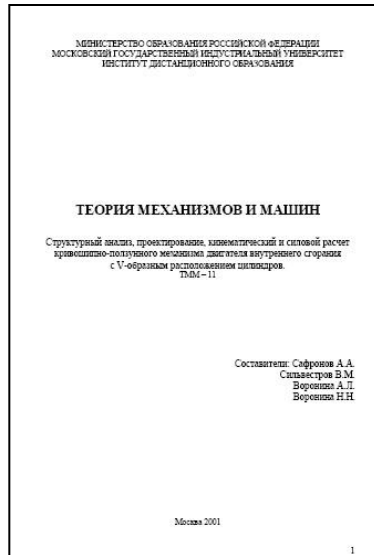 МИНИСТЕРСТВО ОБРАЗОВАНИЯ РОССИЙСКОЙ ФЕДЕРАЦИИ
МОСКОВСКИЙ ГОСУДАРСТВЕННЫЙ ИНДУСТРИАЛЬНЫЙ УНИВЕРСИТЕТ
ИНСТИТУТ ДИСТАНЦИОННОГО ОБРАЗОВАНИЯ
ТЕОРИЯ МЕХАНИЗМОВ И МАШИН
Структурный анализ, проектирование, кинематический и силовой расчет
кривошипно-ползунного механизма двигателя внутреннего сгорания
с V-образным расположением цилиндров.
ТММ – 11
Составители: Сафронов А.А.
Сильвестров В.М.
Воронина А.Л.
Воронина Н.Н.
Москва 2001
1